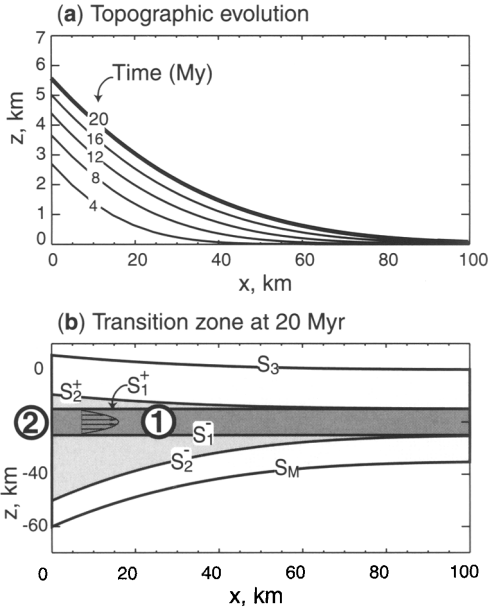 (a) Topographic evolution
7
6
5
4
3
2
1
0
z, km
Time (My)
20
16
12
8
4
0 20 40 60 80 100
x, km
(b) Transition zone at 20 Myr
0
-40
-60
z, km
S3
S2+ S1+
2 1
S1-
S2-
SM
0 20 40 60 80 100
x, km